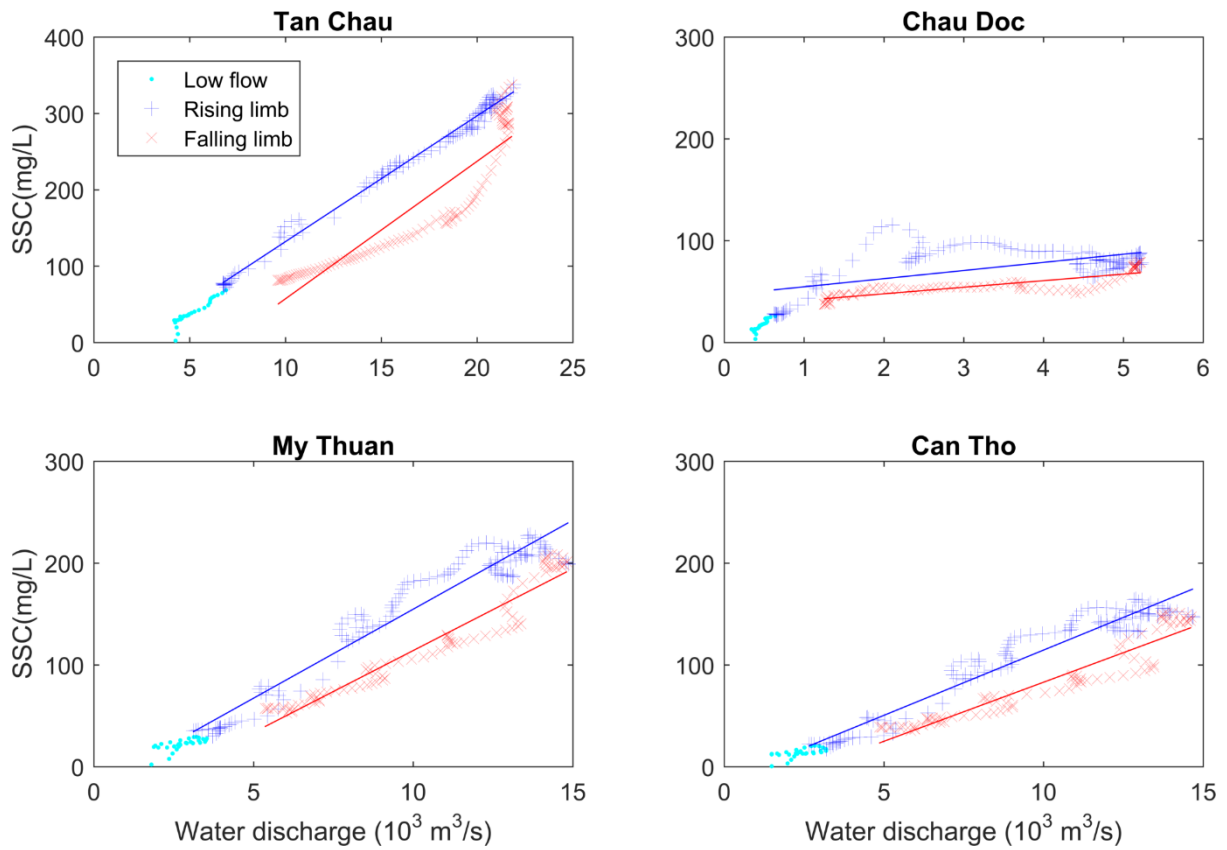 Tan Chau
400
300
200
100
0
SSC(mg/L)
Low flow
Rising limb
Falling limb
0 5 10 15 20 25
Chau Doc
300
200
100
0
0 1 2 3 4 5 6
My Thuan
300
200
100
0
SSC(mg/L)
0 5 10 15
Water discharge (10³ m³/s)
Can Tho
300
200
100
0
0 5 10 15
Water discharge (10³ m³/s)